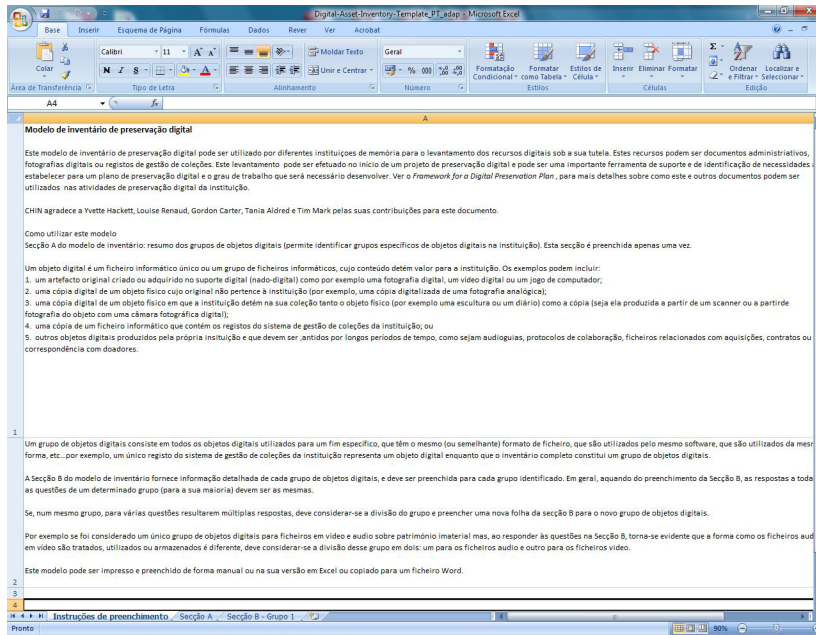 Digital-Asset-Inventory-Template_PT_adap - Microsoft Excel
Base Inserir Esquema de Página Fórmulas Dados Rever Ver Acrobat
Calibri 11 Moldar Texto Geral
Colar N I S Unir e Centrar % 000 Formatação Condicional Formatar como Tabela Estilos de Célula Inserir Eliminar Formatar Ordenar e Filtrar Localizar e Seleccionar
Área de Transferência Tipo de Letra Alinhamento Número Estilos Células Edição
A4 fx
A
Modelo de inventário de preservação digital
Este modelo de inventário de preservação digital pode ser utilizado por diferentes instituiçoes de memória para o levantamento dos recursos digitais sob a sua tutela. Estes recursos podem ser documentos administriativos,
fotografias digitais ou registos de gestão de coleções. Este levantamento pode ser efetuado no início de um projeto de preservação digital e pode ser uma importante ferramenta de suporte e de identificação de necessidades
estabelecer para um plano de preservação digital e o grau de trabalho que será necessário desenvolver. Ver o Framework for a Digital Preservation Plan , para mais detalhes sobre como este e outros documentos podem ser
utilizados nas atividades de preservação digital da instituição.
CHIN agradece a Yvette Hackett, Louise Renaud, Gordon Carter, Tania Aldred e Tim Mark pelas suas contribuições para este documento.
Como utilizar este modelo
Secção A do modelo de inventário: resumo dos grupos de objetos digitais (permite identificar grupos específicos de objetos digitais na instituição). Esta secção é preenchida apenas uma vez.
Um objeto digital é um ficheiro informático único ou um grupo de ficheiros informáticos, cujo conteúdo detém valor para a instituição. Os exemplos podem incluir:
1. um artefacto original criado ou adquirido no suporte digital (nado-digital) como por exemplo uma fotografia digital, um vídeo digital ou um jogo de computador;
2. uma cópia digital de um objeto físico cujo original não pertence à instituição (por exemplo, uma cópia digitalizada de uma fotografia analógica);
3. uma cópia digital de um objeto físico em que a instituição detém na sua coleção tanto o objeto físico (por exemplo uma escultura ou um diário) como a cópia (seja ela produzida a partir de um scanner ou a partirde
fotografia do objeto com uma câmara fotográfica digital);
4. uma cópia de um ficheiro informático que contém os registos do sistema de gestão de coleções da instituição; ou
5. outros objetos digitais produzidos pela própria insituição e que devem ser ,antidos por longos períodos de tempo, como sejam audioguias, protocolos de colaboração, ficheiros relacionados com aquisições, contratos ou
correspondência com doadores.
1
Um grupo de objetos digitais consiste em todos os objetos digitais utilizados para um fim específico, que têm o mesmo (ou semelhante) formato de ficheiro, que são utilizados pelo mesmo software, que são utilizados da mesr
forma, etc...por exemplo, um único registo do sistema de gestão de coleções da instituição representa um objeto digital enquanto que o inventário completo constitui um grupo de objetos digitais.
A Secção B do modelo de inventário fornece informação detalhada de cada grupo de objetos digitais, e deve ser preenchida para cada grupo identificado. Em geral, aquando do preenchimento da Secção B, as respostas a toda
as questões de um determinado grupo (para a sua maioria) devem ser as mesmas.
Se, num mesmo grupo, para várias questões resultarem múltiplas respostas, deve considerar-se a divisão do grupo e preencher uma nova folha da secção B para o novo grupo de objetos digitais.
Por exemplo se foi considerado um único grupo de objetos digitais para ficheiros em video e audio sobre património imaterial mas, ao responder às questões na Secção B, torna-se evidente que a forma como os ficheiros aud
em vídeo são tratados, utilizados ou armazenados é diferente, deve considerar-se a divisão desse grupo em dois: um para os ficheiros audio e outro para os ficheiros video.
Este modelo pode ser impresso e preenchido de forma manual ou na sua versão em Excel ou copiado para um ficheiro Word.
2
3
4
Instruções de preenchimento Secção A Secção B - Grupo 1
Pronto 90%